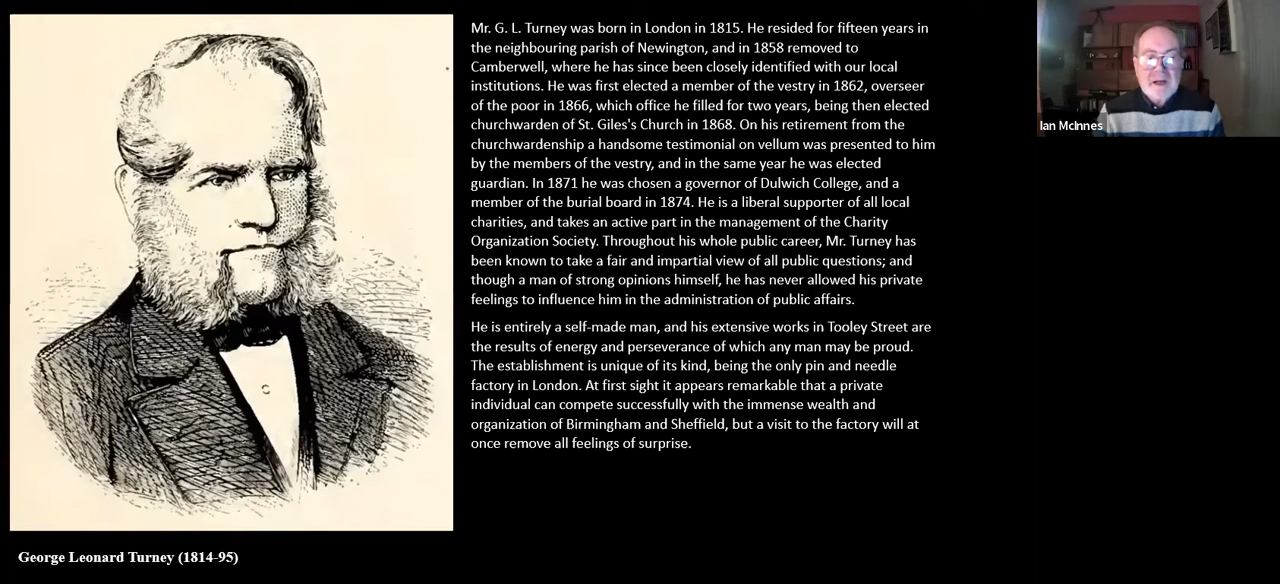 Mr. G. L. Turney was born in London in 1815. He resided for fifteen years in
the neighbouring parish of Newington, and in 1858 removed to
Camberwell, where he has since been closely identified with our local
institutions. He was first elected a member of the vestry in 1862, overseer
of the poor in 1866, which office he filled for two years, being then elected
churchwarden of St. Giles's Church in 1868. On his retirement from the
churchwardenship a handsome testimonial on vellum was presented to him
by the members of the vestry, and in the same year he was elected
guardian. In 1871 he was chosen a governor of Dulwich College, and a
member of the burial board in 1874. He is a liberal supporter of all local
charities, and takes an active part in the management of the Charity
Organization Society. Throughout his whole public career, Mr. Turney has
been known to take a fair and impartial view of all public questions; and
though a man of strong opinions himself, he has never allowed his private
feelings to influence him in the administration of public affairs.
He is entirely a self-made man, and his extensive works in Tooley Street are
the results of energy and perseverance of which any man may be proud.
The establishment is unique of its kind, being the only pin and needle
factory in London. At first sight it appears remarkable that a private
individual can compete successfully with the immense wealth and
organization of Birmingham and Sheffield, but a visit to the factory will at
once remove all feelings of surprise.
George Leonard Turney (1814-95)
Ian McInnes